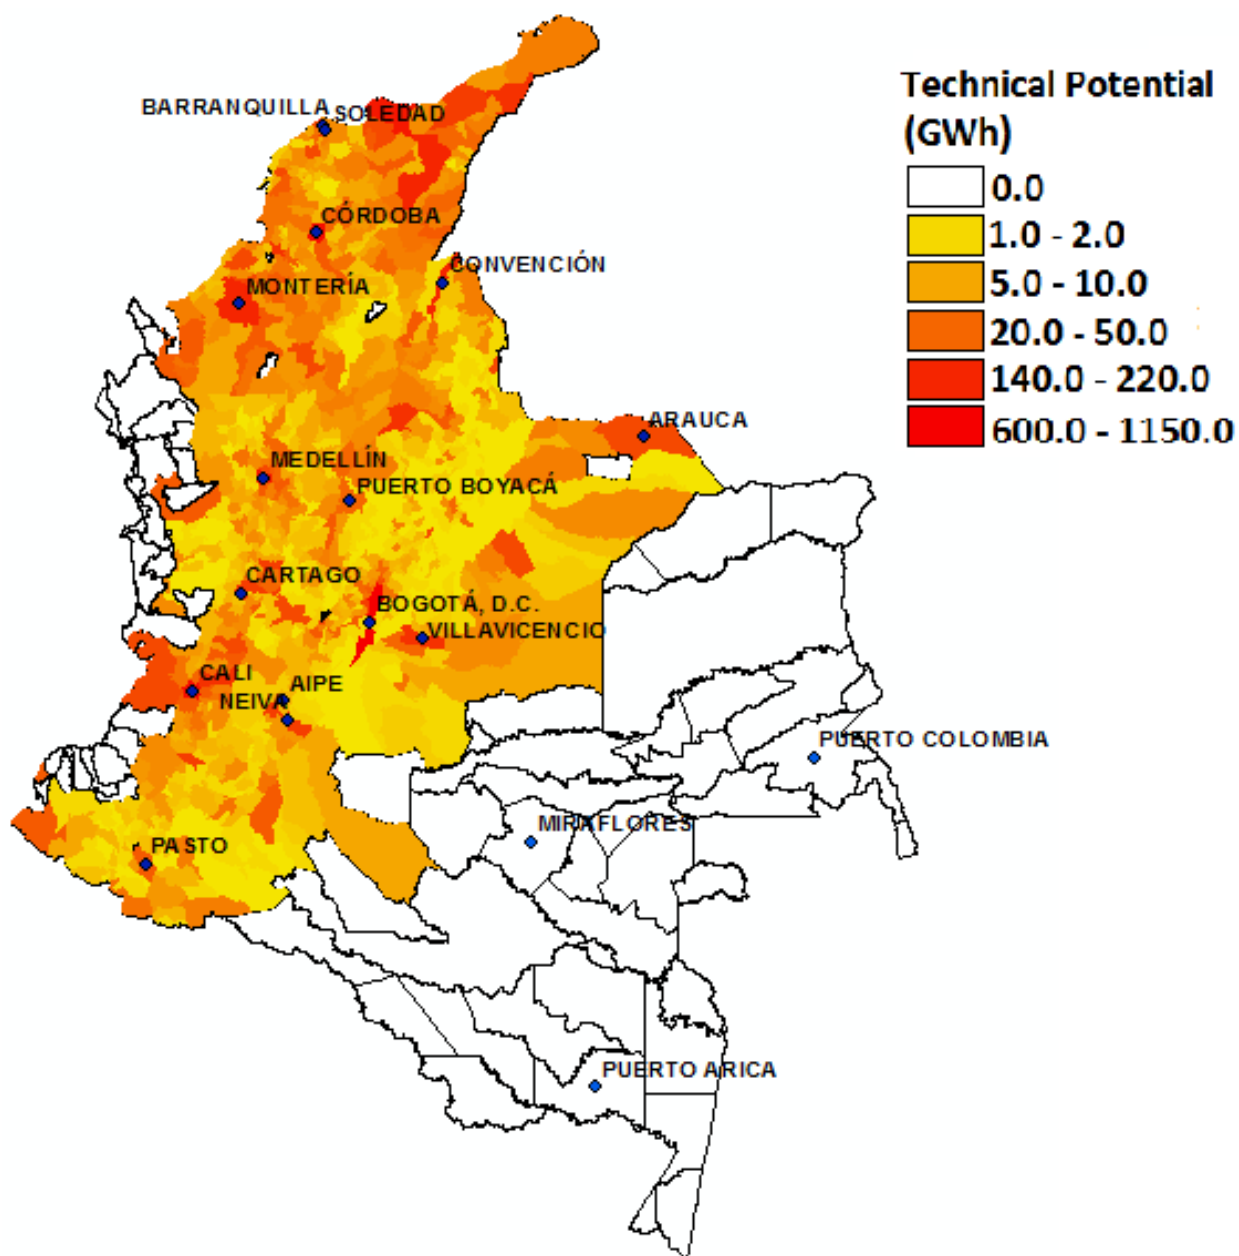 BARRANQUILLA
SOLEDAD
CÓRDOBA
CONVENCIÓN
MONTERÍA
ARAUCA
MEDELLÍN
PUERTO BOYACÁ
CARTAGO
BOGOTÁ, D.C.
VILLAVICENCIO
CALI
AIPE
NEIVA
PUERTO COLOMBIA
MIRAFLORES
PASTO
PUERTO ARICA
Technical Potential
(GWh)
0.0
1.0 - 2.0
5.0 - 10.0
20.0 - 50.0
140.0 - 220.0
600.0 - 1150.0